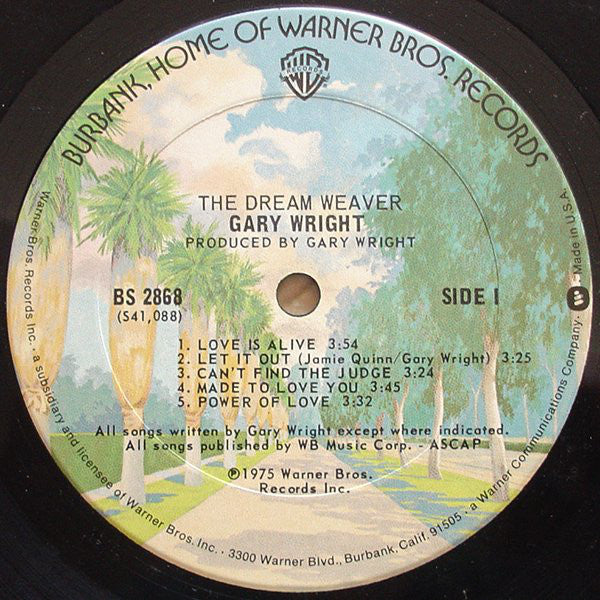 BURBANK, HOME OF WARNER BROS. RECORDS
W B
RECORDS
THE DREAM WEAVER
GARY WRIGHT
PRODUCED BY GARY WRIGHT
BS 2868
(S41,088)
SIDE I
1. LOVE IS ALIVE 3:54
2. LET IT OUT (Jamie Quinn/Gary Wright) 3:25
3. CAN'T FIND THE JUDGE 3:24
4. MADE TO LOVE YOU 3:45
5. POWER OF LOVE 3:32
All songs written by Gary Wright except where indicated.
All songs published by WB Music Corp. - ASCAP
℗1975 Warner Bros.
Records Inc.
Warner Bros. Records Inc. · a subsidiary and licensee of Warner Bros. Inc. · 3300 Warner Blvd., Burbank, Calif. 91505 · a Warner Communications Company. · Made in U.S.A.